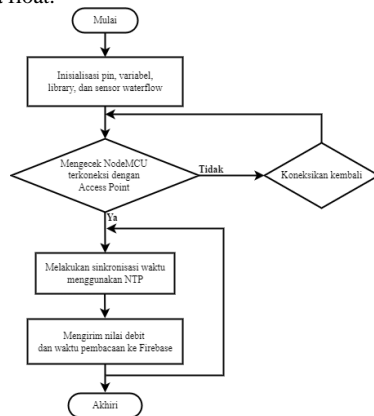 Mulai
Inisialisasi pin, variabel,
library, dan sensor waterflow
Mengecek NodeMCU
terkoneksi dengan
Access Point
Tidak
Koneksikan kembali
Ya
Melakukan sinkronisasi waktu
menggunakan NTP
Mengirim nilai debit
dan waktu pembacaan ke Firebase
Akhiri